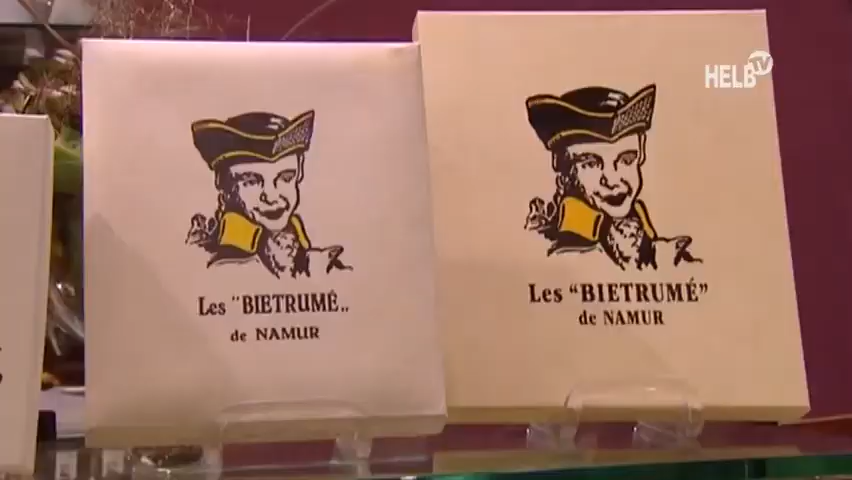 HELB TV
Les "BIETRUMÉ„
de NAMUR
Les “BIETRUMÉ”
de NAMUR